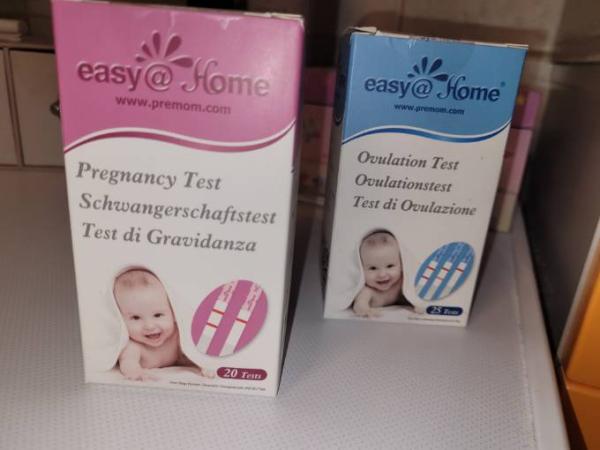 easy@Home
www.premom.com
Pregnancy Test
Schwangerschaftstest
Test di Gravidanza
20 Tests
easy@Home®
www.premom.com
Ovulation Test
Ovulationstest
Test di Ovulazione
25 Tests